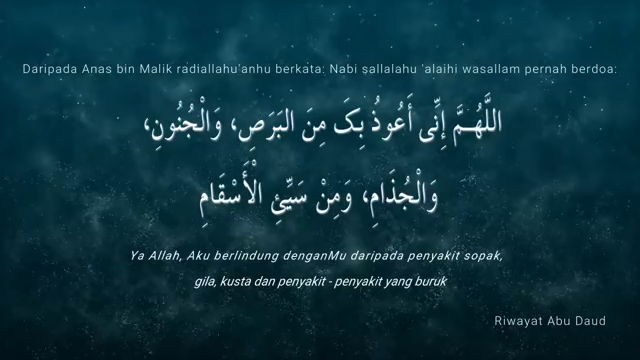 Daripada Anas bin Malik radiallahu'anhu berkata: Nabi sallalahu 'alaihi wasallam pernah berdoa:
اللَّهُمَّ إِنِّى أَعُوذُ بِکَ مِنَ البَرَصِ، وَالْجُنُونِ،
وَالْجُذَامِ، وَمِنْ سَيِّئِ الْأَسْقَامِ
Ya Allah, Aku berlindung denganMu daripada penyakit sopak,
gila, kusta dan penyakit - penyakit yang buruk
Riwayat Abu Daud